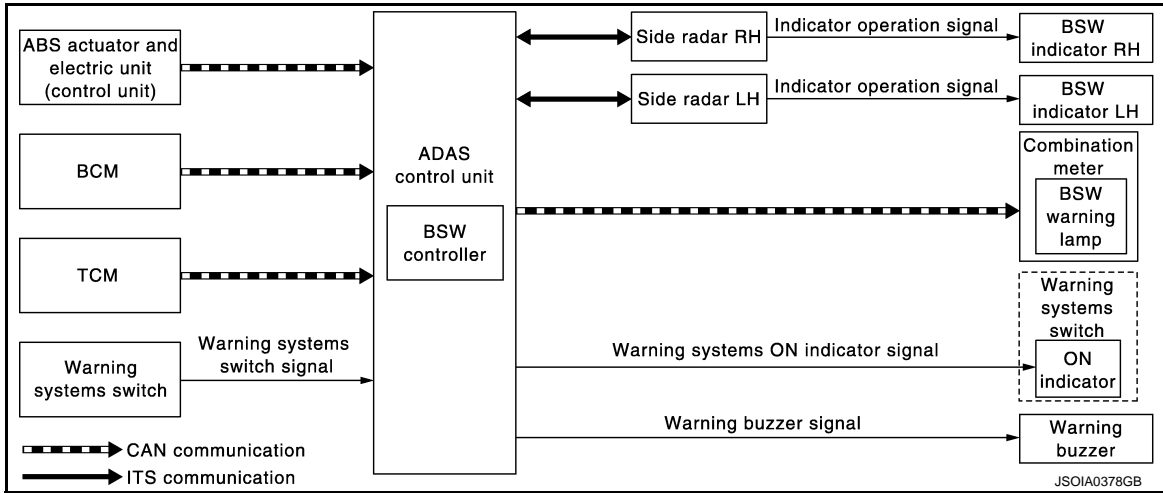 ABS actuator and
electric unit
(control unit)
BCM
TCM
Warning
systems switch
Warning systems
switch signal
CAN communication
ITS communication
ADAS
control unit
BSW
controller
Side radar RH
Indicator operation signal
BSW
indicator RH
Side radar LH
Indicator operation signal
BSW
indicator LH
Combination
meter
BSW
warning
lamp
Warning systems ON indicator signal
Warning
systems
switch
ON
indicator
Warning buzzer signal
Warning
buzzer
JSOIA0378GB